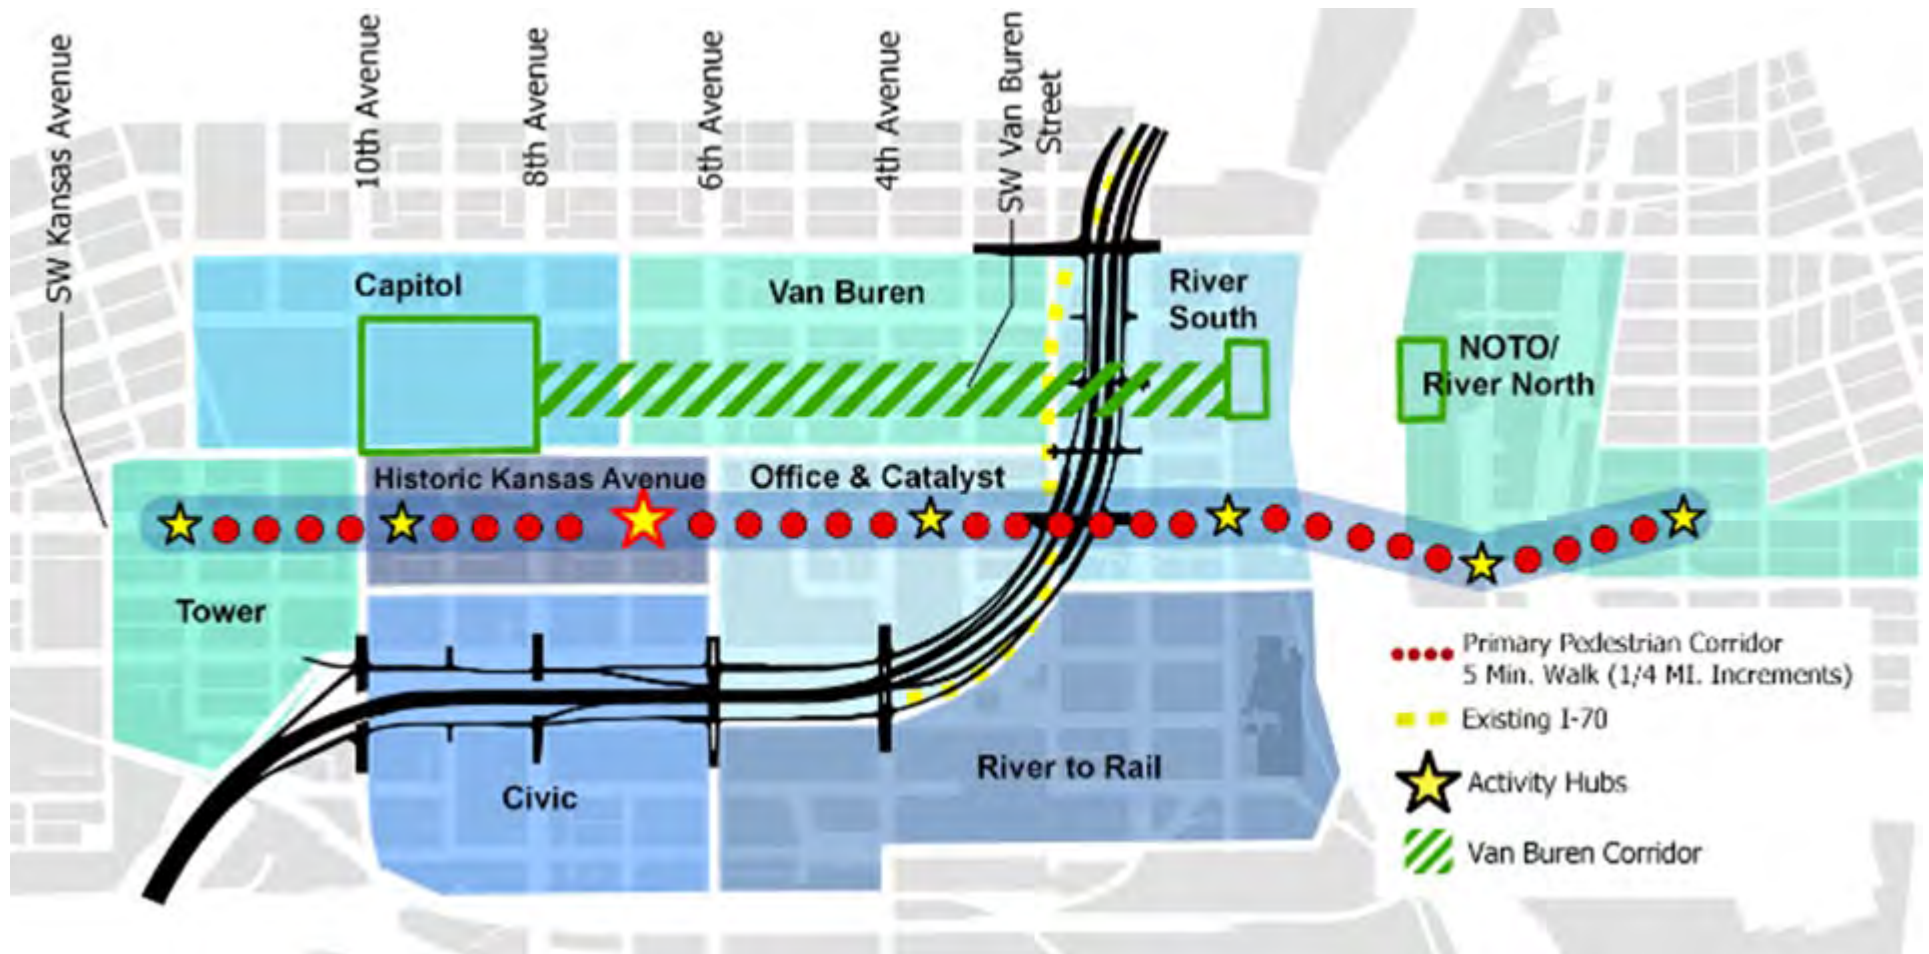 SW Kansas Avenue
10th Avenue
8th Avenue
6th Avenue
4th Avenue
SW Van Buren
Street
Capitol
Van Buren
River
South
NOTO/
River North
Historic Kansas Avenue
Office & Catalyst
Tower
Civic
River to Rail
Primary Pedestrian Corridor
5 Min. Walk (1/4 MI. Increments)
Existing I-70
Activity Hubs
Van Buren Corridor